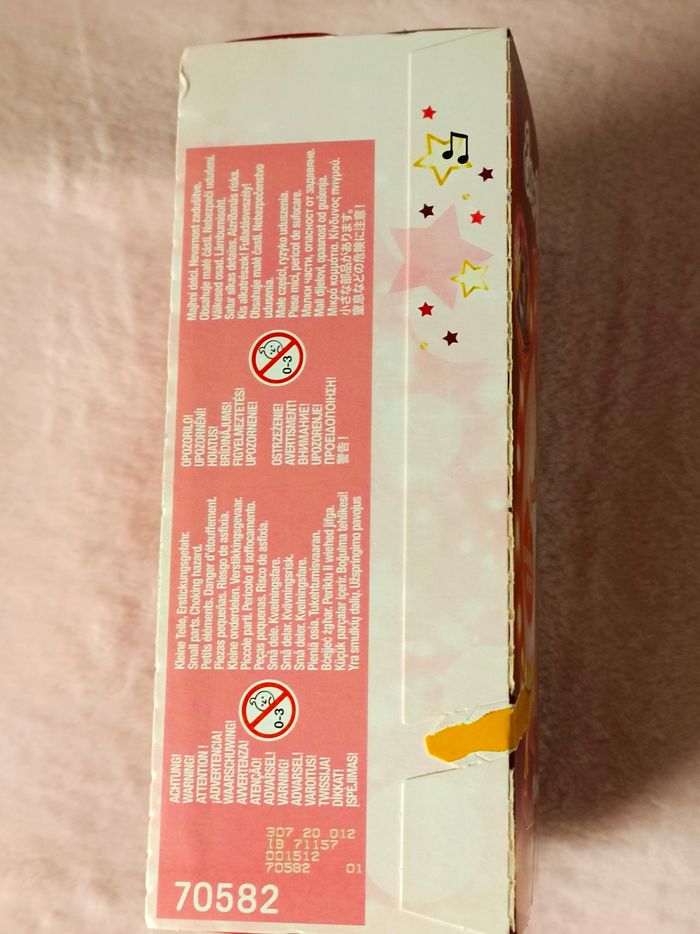 70582
307 20 012
IB 71157
001512
70582 01
ACHTUNG!
WARNING!
ATTENTION !
¡ADVERTENCIA!
WAARSCHUWING!
AVVERTENZA!
ATENÇÃO!
ADVARSEL!
VARNING!
ADVARSEL!
VAROITUS!
TWISSIJA!
DIKKAT!
ĮSPĖJIMAS!
0-3
Kleine Teile, Erstickungsgefahr.
Small parts. Choking hazard.
Petits éléments. Danger d'étouffement.
Piezas pequeñas. Riesgo de asfixia.
Kleine onderdelen. Verstikkingsgevaar.
Piccole parti. Pericolo di soffocamento.
Peças pequenas. Risco de asfixia.
Små dele. Kvælningsfare.
Små delar. Kvävningsrisk.
Små deler. Kvelningsfare.
Pieniä osia. Tukehtumisvaaran.
Bċejjeċ żgħar. Periklu li wieħed jifga.
Küçük parçalar içerir. Boğulma tehlikesi!
Yra smulkių dalių. Užspringimo pavojus
OPOZORILO!
UPOZORNĚNÍ!
HOIATUS!
BRĪDINĀJUMS!
FIGYELMEZTETÉS!
UPOZORNENIE!
OSTRZEŻENIE!
AVERTISMENT!
ВНИМАНИЕ!
UPOZORENJE!
ΠΡΟΕΙΔΟΠΟΙΗΣΗ!
警告！
0-3
Majhni delci. Nevarnost zadušitve.
Obsahuje malé části. Nebezpečí udušení.
Väikesed osad. Lämbumisoht.
Satur sīkas detaļas. Aizrīšanās risks.
Kis alkatrészek! Fulladásveszély!
Obsahuje malé časti. Nebezpečenstvo
udusenia.
Małe części, ryzyko uduszenia.
Piese mici, pericol de sufocare.
Малки части, опасност от задавяне.
Mali dijelovi, opasnost od gušenja.
Μικρά κομμάτια. Κίνδυνος πνιγμού.
小さな部品があります。
窒息などの危険に注意！